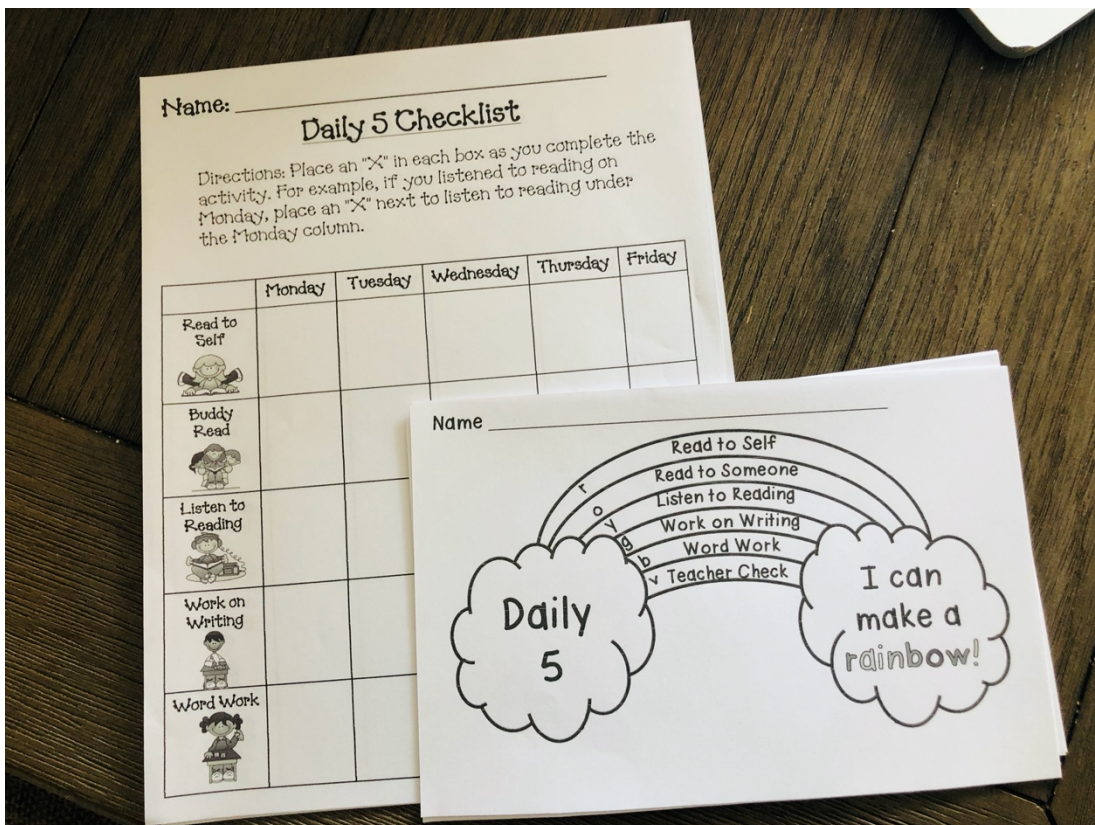 Name:
Daily 5 Checklist
Directions: Place an "X" in each box as you complete the
activity. For example, if you listened to reading on
Monday, place an "X" next to listen to reading under
the Monday column.
Monday Tuesday Wednesday Thursday Friday
Read to
Self
Buddy
Read
Listen to
Reading
Work on
Writing
Word Work
Name
r Read to Self
o Read to Someone
y Listen to Reading
g Work on Writing
b Word Work
v Teacher Check
Daily
5
I can
make a
rainbow!